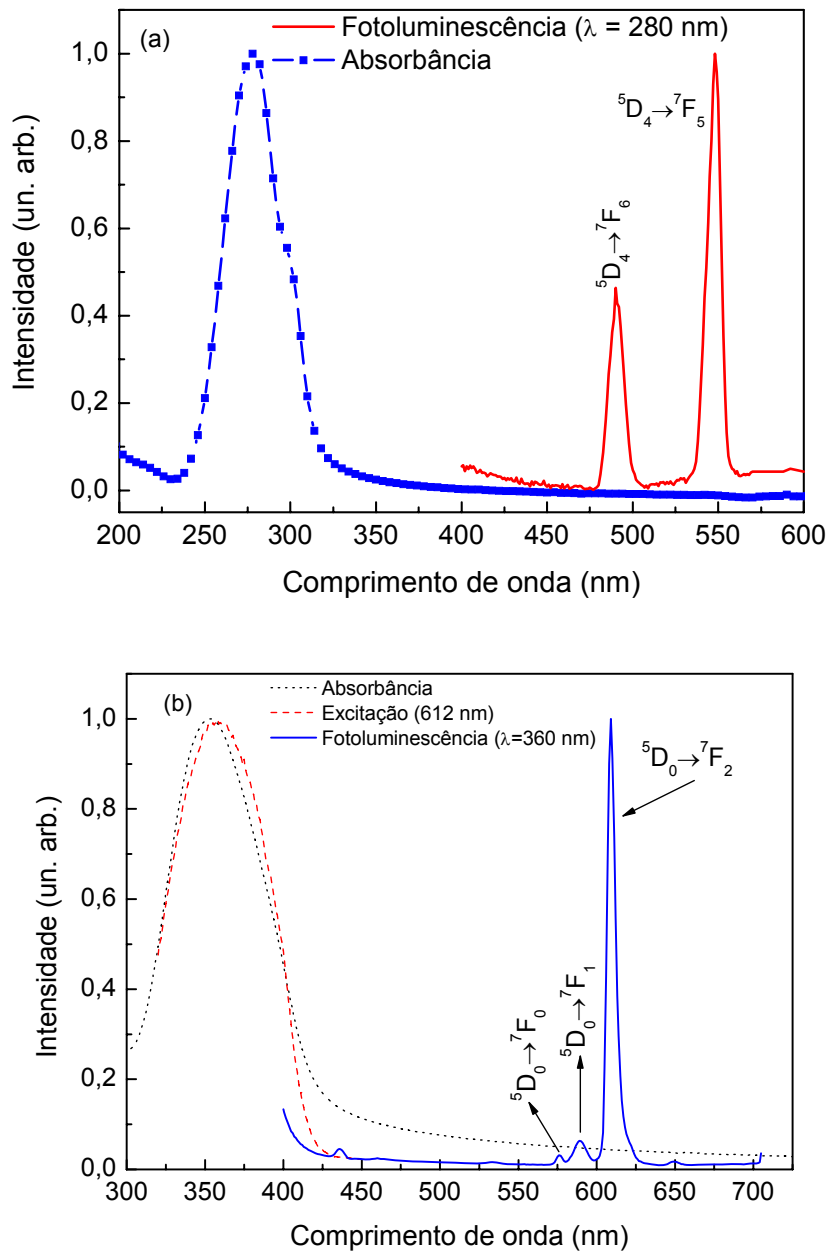 (a)
Fotoluminescência (λ = 280 nm)
Absorbância
⁵D₄→⁷F₅
⁵D₄→⁷F₆
Intensidade (un. arb.)
1,0
0,8
0,6
0,4
0,2
0,0
200 250 300 350 400 450 500 550 600
Comprimento de onda (nm)
(b)
Absorbância
Excitação (612 nm)
Fotoluminescência (λ=360 nm)
⁵D₀→⁷F₂
⁵D₀→⁷F₁
⁵D₀→⁷F₀
Intensidade (un. arb.)
1,0
0,8
0,6
0,4
0,2
0,0
300 350 400 450 500 550 600 650 700
Comprimento de onda (nm)